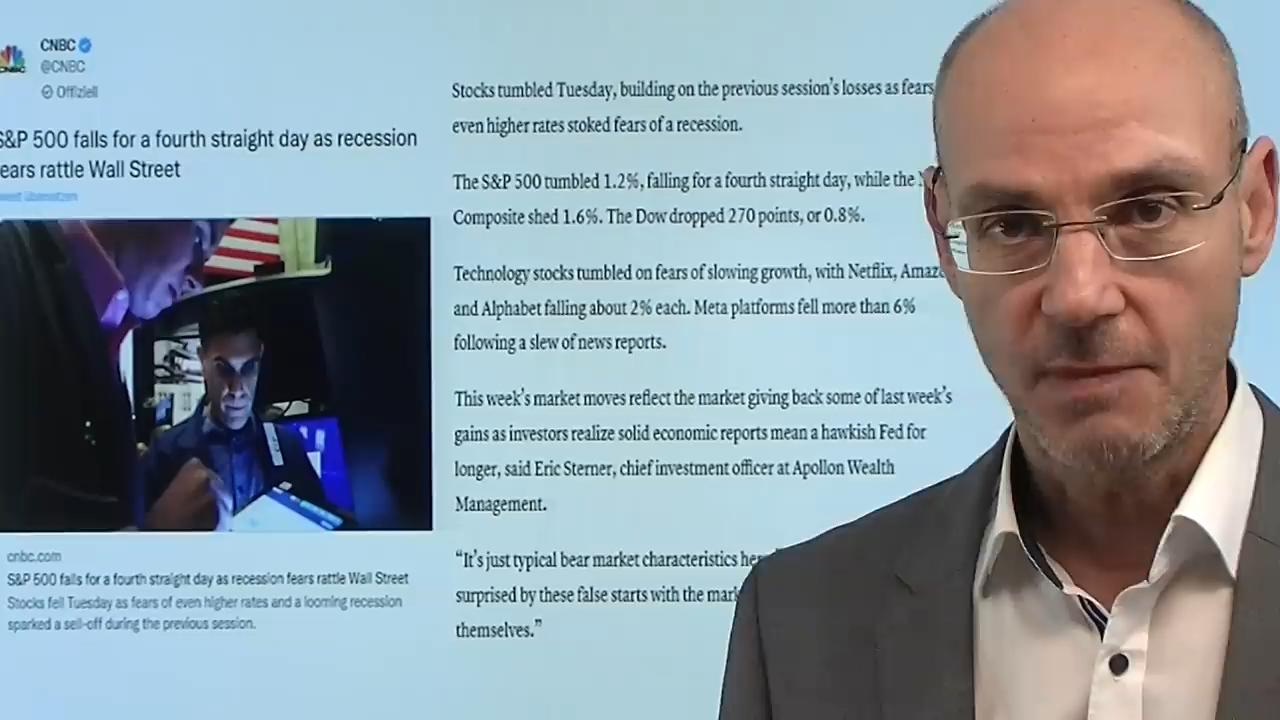 CNBC
@CNBC
Offiziell
S&P 500 falls for a fourth straight day as recession
ears rattle Wall Street
cnbc.com
S&P 500 falls for a fourth straight day as recession fears rattle Wall Street
Stocks fell Tuesday as fears of even higher rates and a looming recession
sparked a sell-off during the previous session.
Stocks tumbled Tuesday, building on the previous session's losses as fears
even higher rates stoked fears of a recession.
The S&P 500 tumbled 1.2%, falling for a fourth straight day, while the
Composite shed 1.6%. The Dow dropped 270 points, or 0.8%.
Technology stocks tumbled on fears of slowing growth, with Netflix, Amaz
and Alphabet falling about 2% each. Meta platforms fell more than 6%
following a slew of news reports.
This week's market moves reflect the market giving back some of last week's
gains as investors realize solid economic reports mean a hawkish Fed for
longer, said Eric Sterner, chief investment officer at Apollon Wealth
Management.
“It's just typical bear market characteristics
surprised by these false starts with the
themselves.”